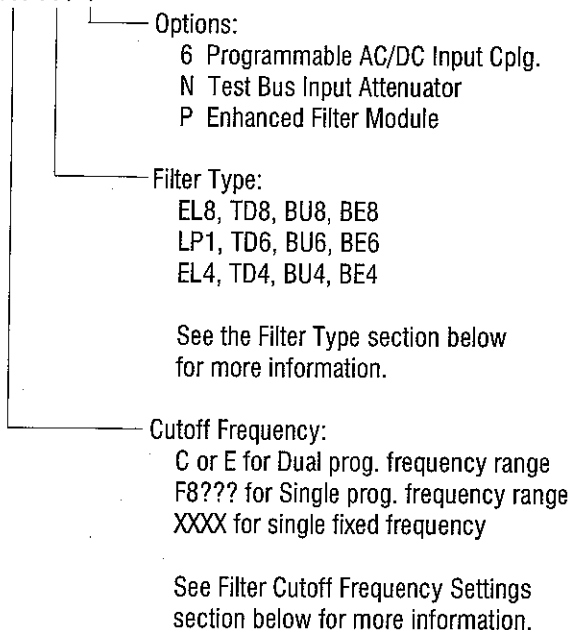 Options:
6 Programmable AC/DC Input Cplg.
N Test Bus Input Attenuator
P Enhanced Filter Module
Filter Type:
EL8, TD8, BU8, BE8
LP1, TD6, BU6, BE6
EL4, TD4, BU4, BE4
See the Filter Type section below
for more information.
Cutoff Frequency:
C or E for Dual prog. frequency range
F8??? for Single prog. frequency range
XXXX for single fixed frequency
See Filter Cutoff Frequency Settings
section below for more information.